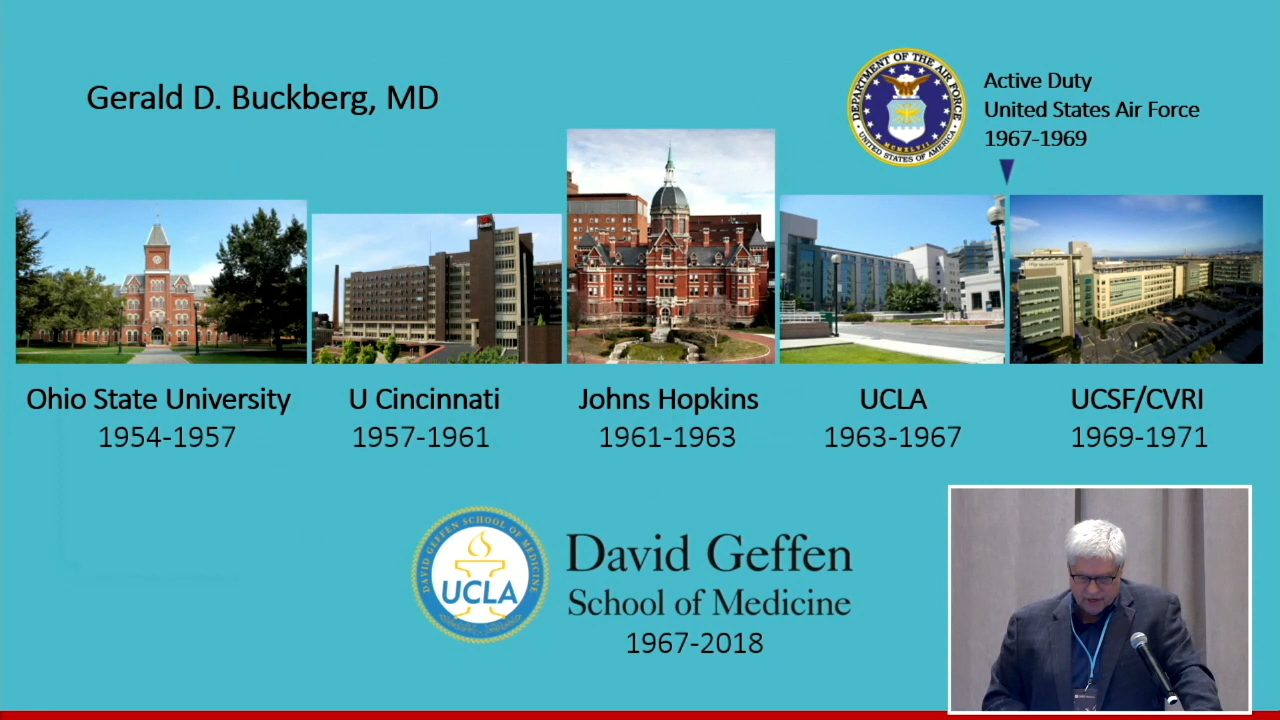 Gerald D. Buckberg, MD
DEPARTMENT OF THE AIR FORCE
MCMXLVII
UNITED STATES OF AMERICA
Active Duty
United States Air Force
1967-1969
Ohio State University
1954-1957
U Cincinnati
1957-1961
Johns Hopkins
1961-1963
UCLA
1963-1967
UCSF/CVRI
1969-1971
DAVID GEFFEN SCHOOL OF MEDICINE
UCLA
David Geffen
School of Medicine
1967-2018